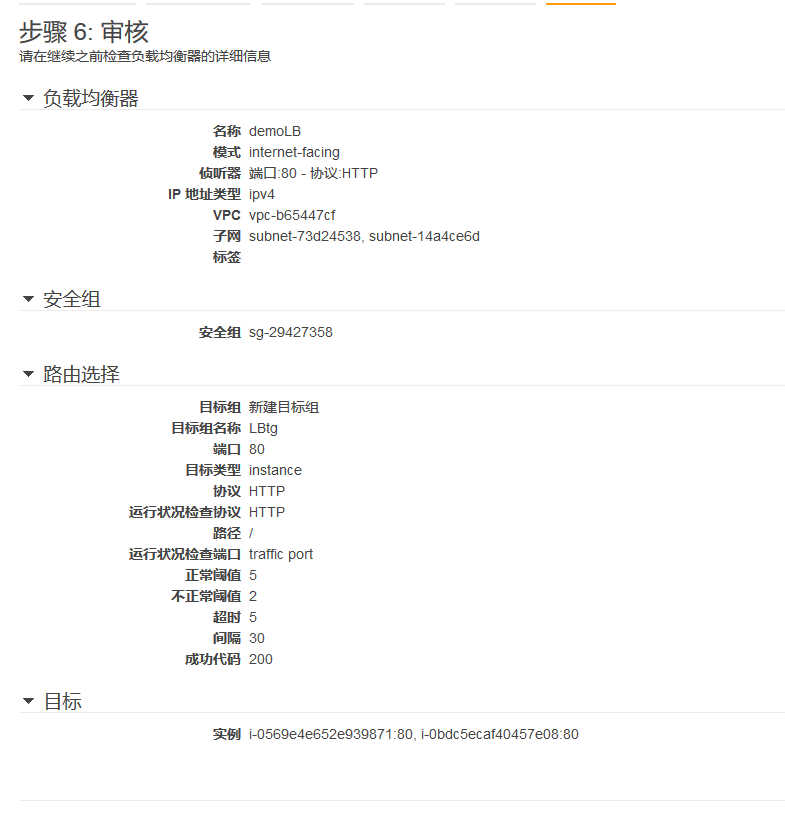 步骤 6: 审核
请在继续之前检查负载均衡器的详细信息
负载均衡器
名称 demoLB
模式 internet-facing
侦听器 端口:80 - 协议:HTTP
IP 地址类型 ipv4
VPC vpc-b65447cf
子网 subnet-73d24538, subnet-14a4ce6d
标签
安全组
安全组 sg-29427358
路由选择
目标组 新建目标组
目标组名称 LBtg
端口 80
目标类型 instance
协议 HTTP
运行状况检查协议 HTTP
路径 /
运行状况检查端口 traffic port
正常阈值 5
不正常阈值 2
超时 5
间隔 30
成功代码 200
目标
实例 i-0569e4e652e939871:80, i-0bdc5ecaf40457e08:80